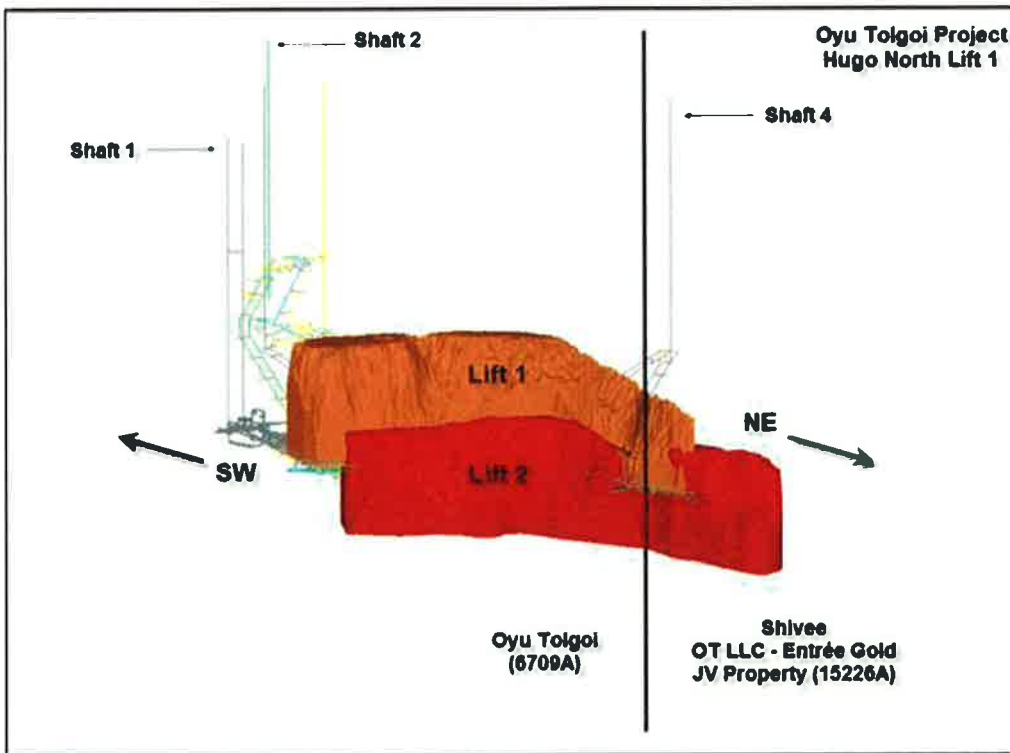 Oyu Tolgoi Project
Hugo North Lift 1
Shaft 2
Shaft 4
Shaft 1
Lift 1
NE
SW
Lift 2
Oyu Tolgoi
(6709A)
Shivee
OT LLC - Entrée Gold
JV Property (15226A)